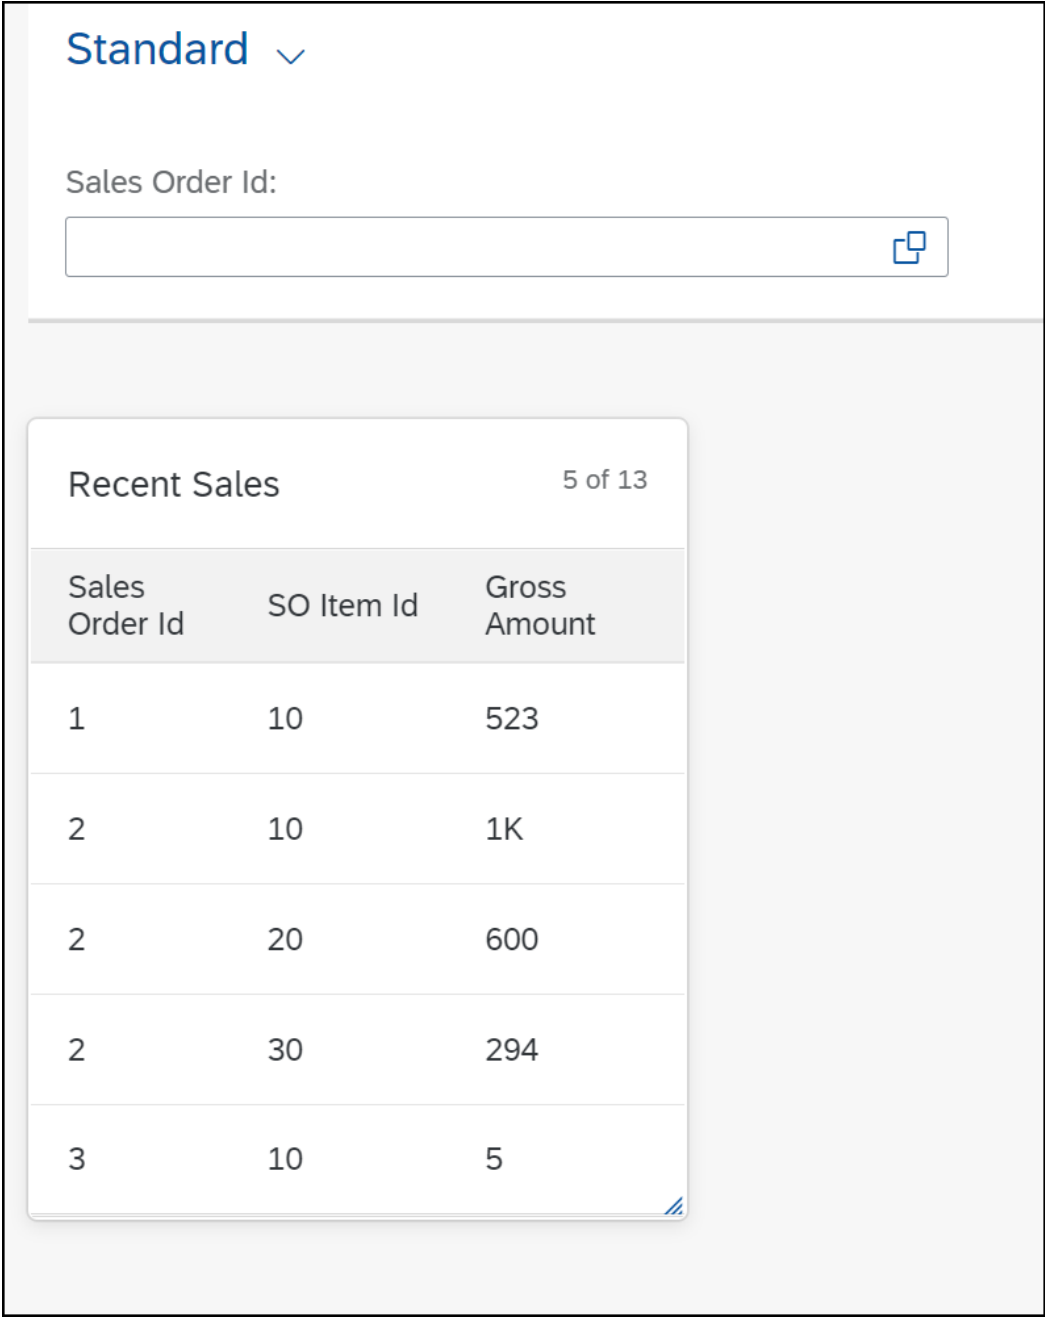 Standard
Sales Order Id:
Recent Sales 5 of 13
Sales Order Id SO Item Id Gross Amount
1 10 523
2 10 1K
2 20 600
2 30 294
3 10 5